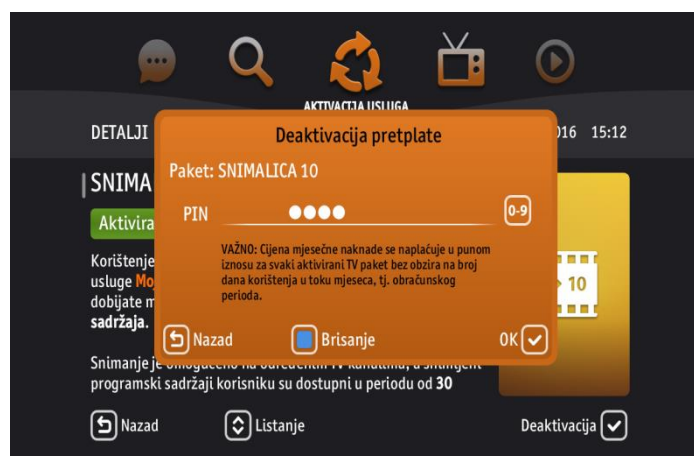 AKTIVACIJA USLUGA
DETALJI
016 15:12
Deaktivacija pretplate
Paket: SNIMALICA 10
PIN
0-9
VAŽNO: Cijena mjesečne naknade se naplaćuje u punom
iznosu za svaki aktivirani TV paket bez obzira na broj
dana korištenja u toku mjeseca, tj. obračunskog
perioda.
Nazad Brisanje OK
SNIMA
Aktivira
Korištenje
usluge Mo
dobijate m
sadržaja.
10
Snimanje je omogućeno na određenim TV kanalima, a snimljeni
programski sadržaji korisniku su dostupni u periodu od 30
Nazad Listanje Deaktivacija